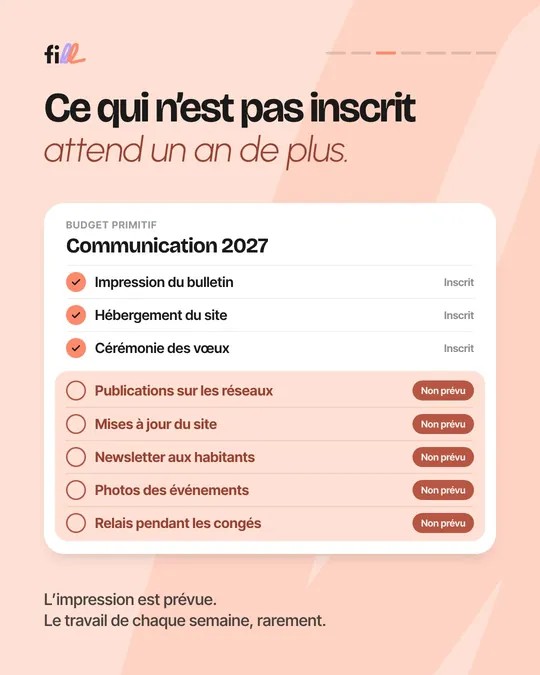 fill
Ce qui n’est pas inscrit
attend un an de plus.
BUDGET PRIMITIF
Communication 2027
Impression du bulletin Inscrit
Hébergement du site Inscrit
Cérémonie des vœux Inscrit
Publications sur les réseaux Non prévu
Mises à jour du site Non prévu
Newsletter aux habitants Non prévu
Photos des événements Non prévu
Relais pendant les congés Non prévu
L’impression est prévue.
Le travail de chaque semaine, rarement.